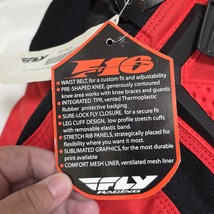 F-16
• WAIST BELT, for a custom fit and adjustability
• PRE-SHAPED KNEE, generously contoured
knee area works with knee braces and guards
• INTEGRATED, TPR, vented Thermoplastic
Rubber protective badging
• SURE-LOCK FLY CLOSURE, for a secure fit
• LEG CUFF DESIGN, low profile stretch cuffs
with removable elastic band.
• STRETCH RIB PANELS, strategically placed for
flexibility where you want it most.
• SUBLIMATED GRAPHICS, for the most durable
print available
• COMFORT MESH LINER, ventilated mesh liner
FLY
RACING